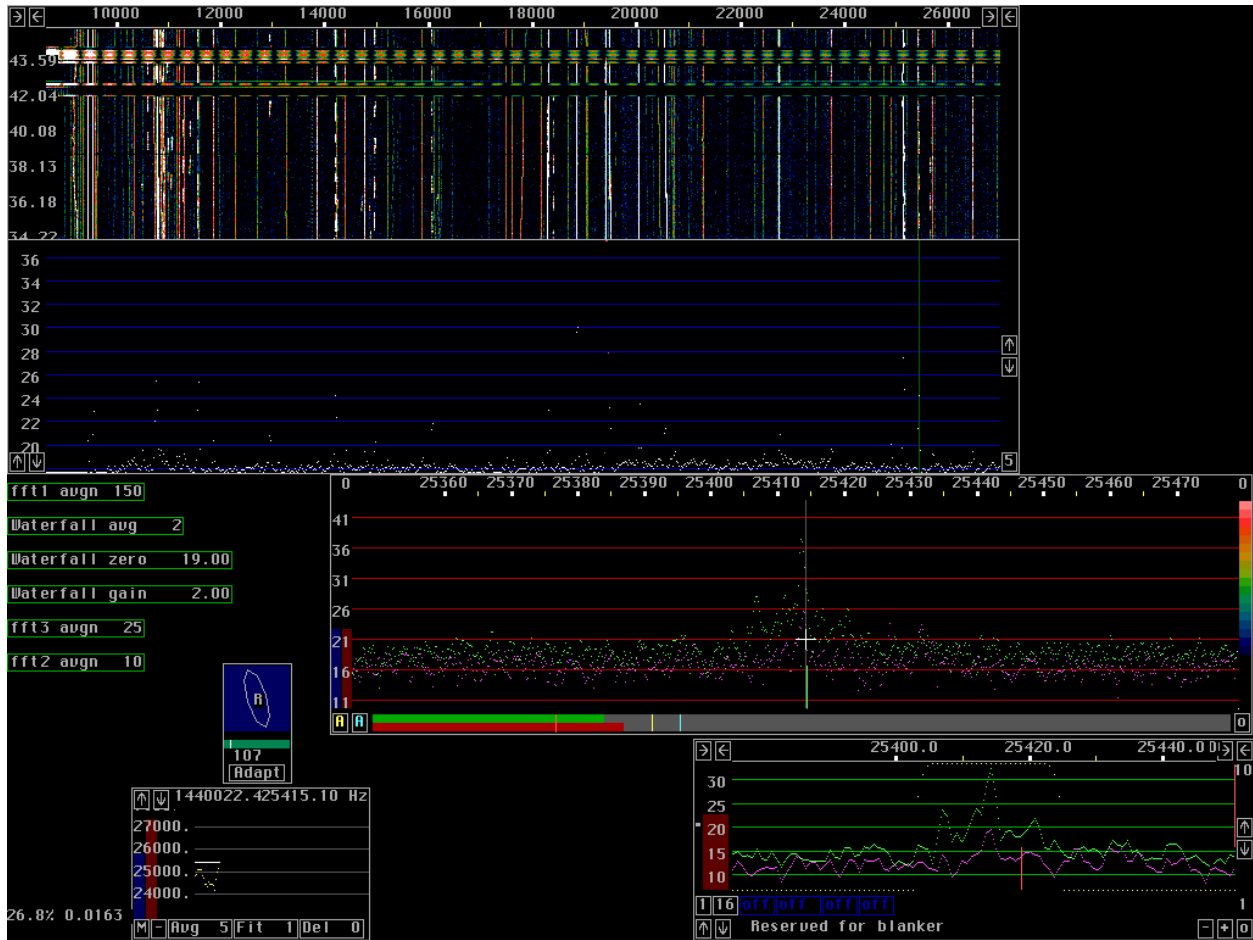 10000 12000 14000 16000 18000 20000 22000 24000 26000
43.59
42.04
40.08
38.13
36.18
34.22
36
34
32
30
28
26
24
22
20
5
fft1 avgn 150
Waterfall avg 2
Waterfall zero 19.00
Waterfall gain 2.00
fft3 avgn 25
fft2 avgn 10
0 25360 25370 25380 25390 25400 25410 25420 25430 25440 25450 25460 25470 0
41
36
31
26
21
16
11
A A o
R
107
Adapt
1440022.425415.10 Hz
27000.
26000.
25000.
24000.
26.8% 0.0163
M - Avg 5 Fit 1 Del 0
25400.0 25420.0 25440.0
10
30
25
20
15
10
1 16 off off off off 1
Reserved for blanker - + o